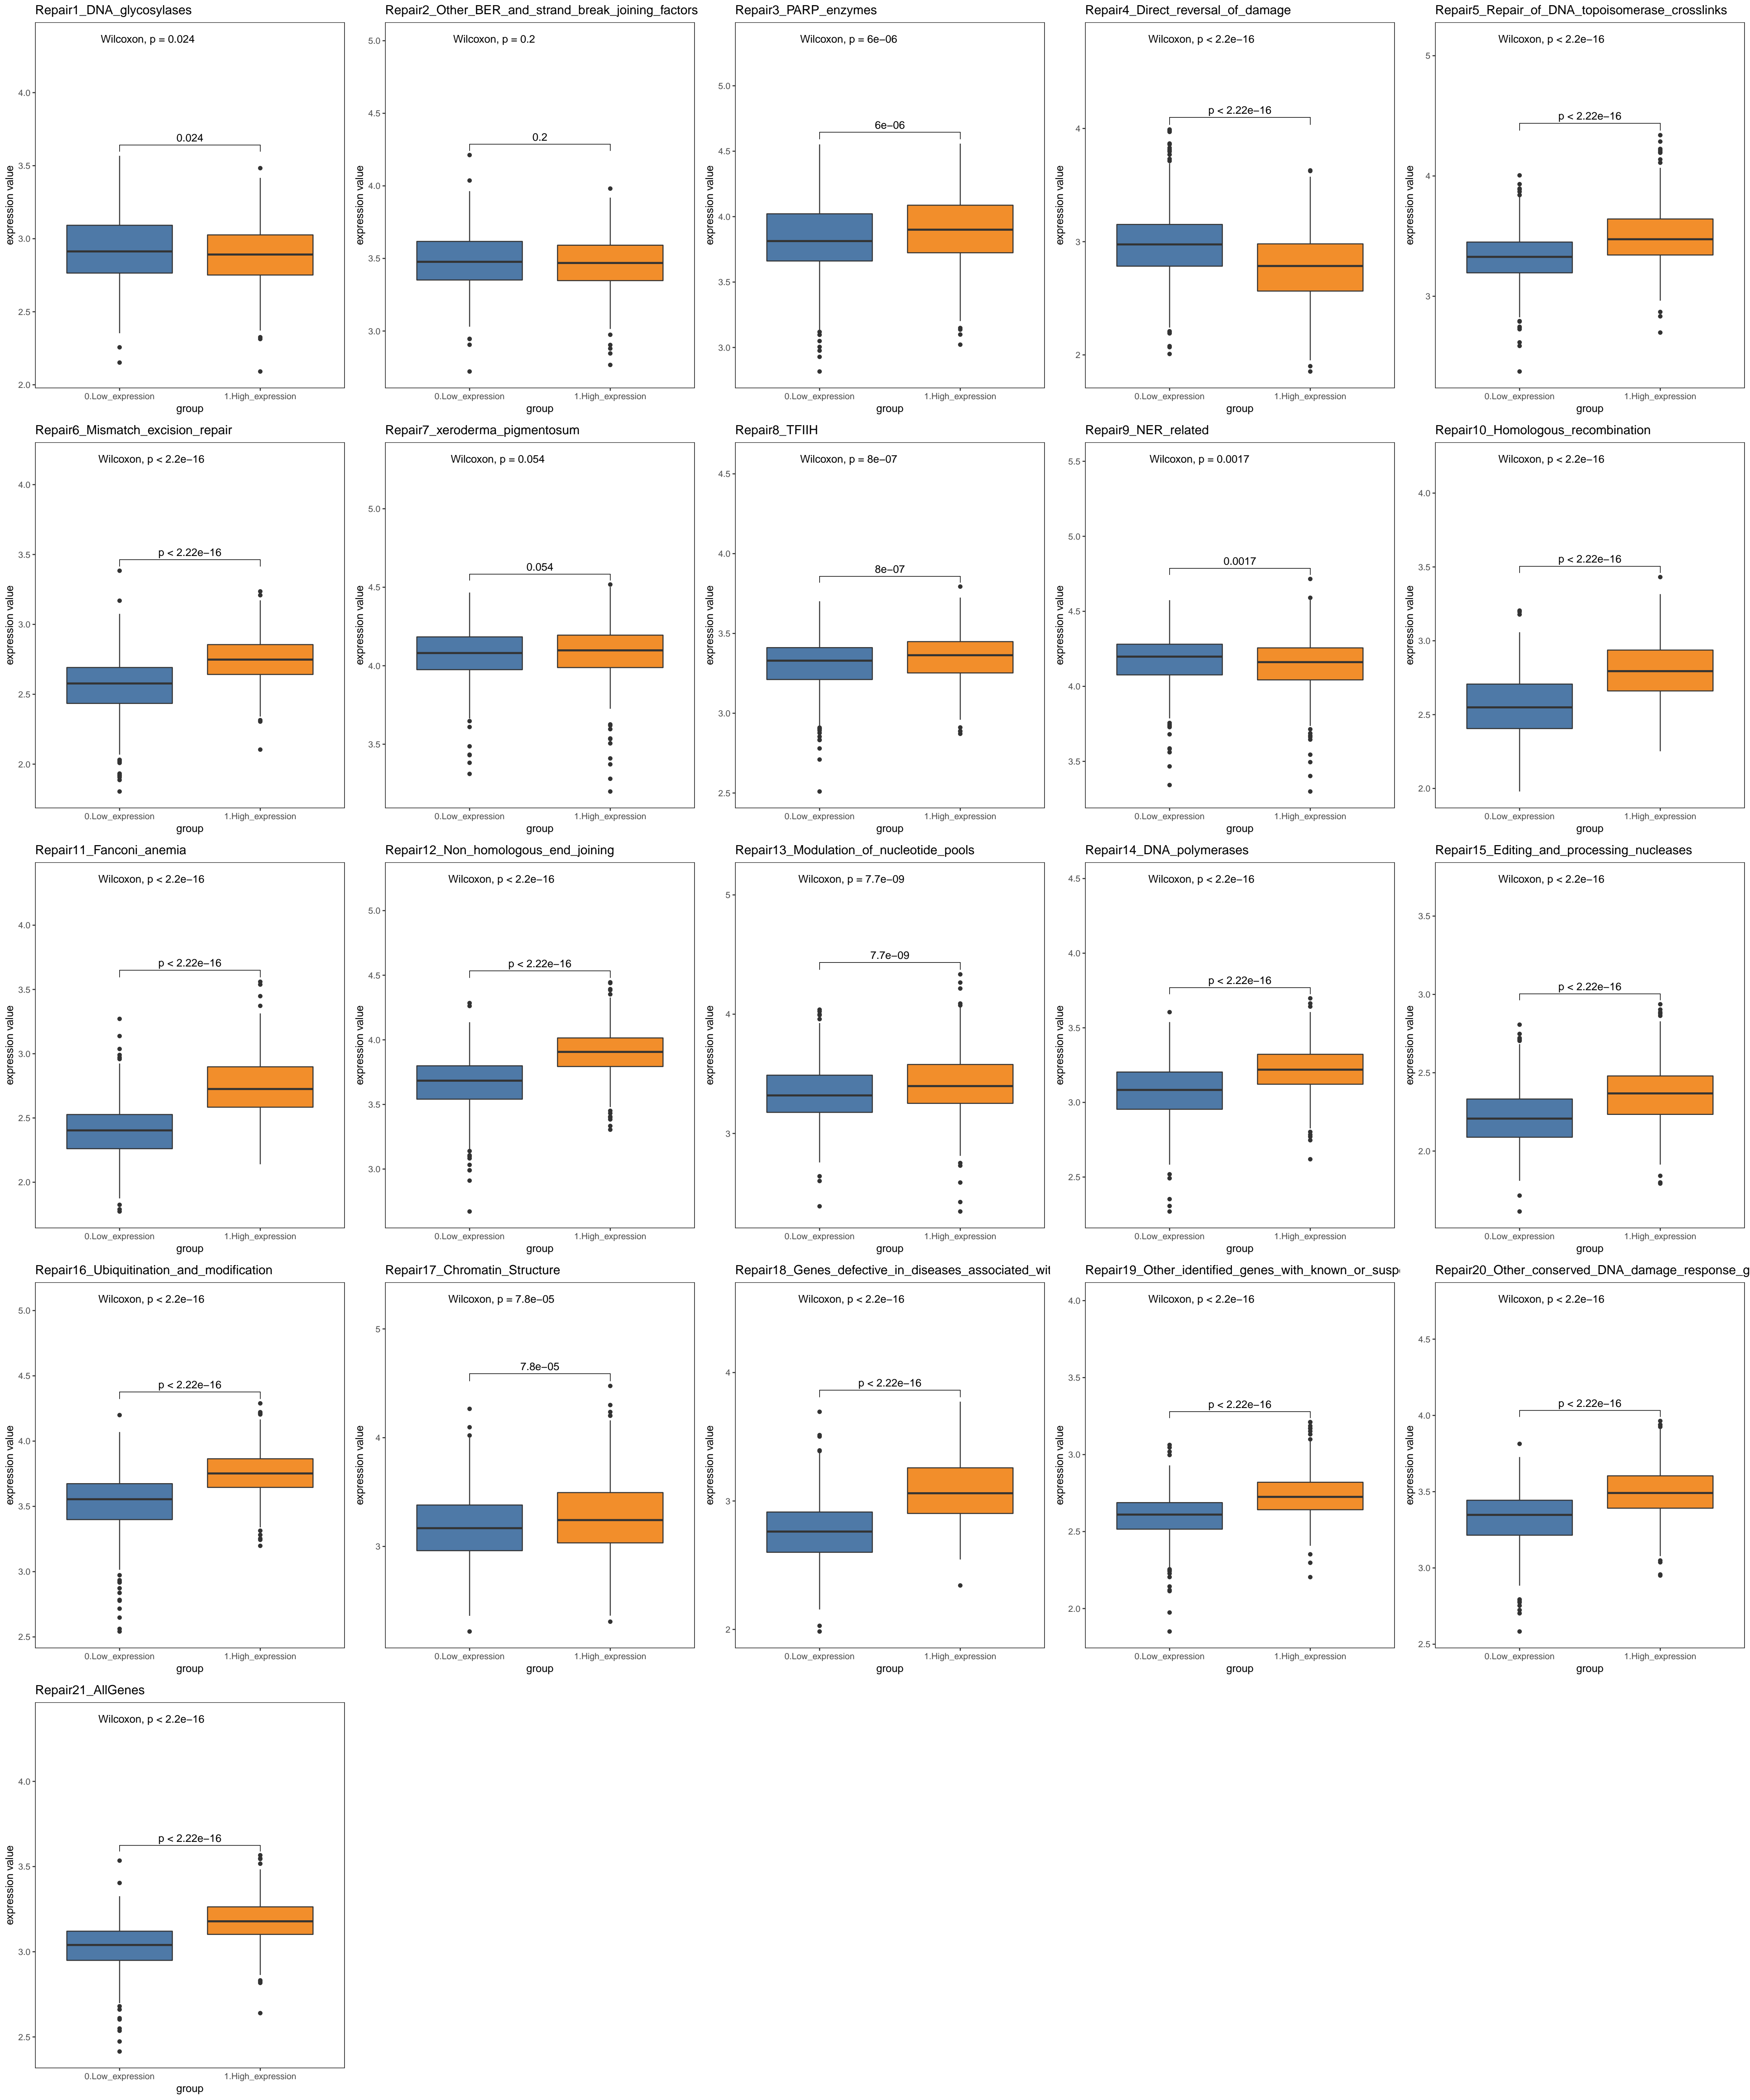 Repair1_DNA_glycosylases
Wilcoxon, p = 0.024
0.024
4.0
3.5
3.0
2.5
2.0
expression value
0.Low_expression 1.High_expression
group
Repair2_Other_BER_and_strand_break_joining_factors
Wilcoxon, p = 0.2
0.2
5.0
4.5
4.0
3.5
3.0
expression value
0.Low_expression 1.High_expression
group
Repair3_PARP_enzymes
Wilcoxon, p = 6e−06
6e−06
5.0
4.5
4.0
3.5
3.0
expression value
0.Low_expression 1.High_expression
group
Repair4_Direct_reversal_of_damage
Wilcoxon, p < 2.2e−16
p < 2.22e−16
4
3
2
expression value
0.Low_expression 1.High_expression
group
Repair5_Repair_of_DNA_topoisomerase_crosslinks
Wilcoxon, p < 2.2e−16
p < 2.22e−16
5
4
3
expression value
0.Low_expression 1.High_expression
group
Repair6_Mismatch_excision_repair
Wilcoxon, p < 2.2e−16
p < 2.22e−16
4.0
3.5
3.0
2.5
2.0
expression value
0.Low_expression 1.High_expression
group
Repair7_xeroderma_pigmentosum
Wilcoxon, p = 0.054
0.054
5.0
4.5
4.0
3.5
expression value
0.Low_expression 1.High_expression
group
Repair8_TFIIH
Wilcoxon, p = 8e−07
8e−07
4.5
4.0
3.5
3.0
2.5
expression value
0.Low_expression 1.High_expression
group
Repair9_NER_related
Wilcoxon, p = 0.0017
0.0017
5.5
5.0
4.5
4.0
3.5
expression value
0.Low_expression 1.High_expression
group
Repair10_Homologous_recombination
Wilcoxon, p < 2.2e−16
p < 2.22e−16
4.0
3.5
3.0
2.5
2.0
expression value
0.Low_expression 1.High_expression
group
Repair11_Fanconi_anemia
Wilcoxon, p < 2.2e−16
p < 2.22e−16
4.0
3.5
3.0
2.5
2.0
expression value
0.Low_expression 1.High_expression
group
Repair12_Non_homologous_end_joining
Wilcoxon, p < 2.2e−16
p < 2.22e−16
5.0
4.5
4.0
3.5
3.0
expression value
0.Low_expression 1.High_expression
group
Repair13_Modulation_of_nucleotide_pools
Wilcoxon, p = 7.7e−09
7.7e−09
5
4
3
expression value
0.Low_expression 1.High_expression
group
Repair14_DNA_polymerases
Wilcoxon, p < 2.2e−16
p < 2.22e−16
4.5
4.0
3.5
3.0
2.5
expression value
0.Low_expression 1.High_expression
group
Repair15_Editing_and_processing_nucleases
Wilcoxon, p < 2.2e−16
p < 2.22e−16
3.5
3.0
2.5
2.0
expression value
0.Low_expression 1.High_expression
group
Repair16_Ubiquitination_and_modification
Wilcoxon, p < 2.2e−16
p < 2.22e−16
5.0
4.5
4.0
3.5
3.0
2.5
expression value
0.Low_expression 1.High_expression
group
Repair17_Chromatin_Structure
Wilcoxon, p = 7.8e−05
7.8e−05
5
4
3
expression value
0.Low_expression 1.High_expression
group
Repair18_Genes_defective_in_diseases_associated_wit
Wilcoxon, p < 2.2e−16
p < 2.22e−16
4
3
2
expression value
0.Low_expression 1.High_expression
group
Repair19_Other_identified_genes_with_known_or_susp
Wilcoxon, p < 2.2e−16
p < 2.22e−16
4.0
3.5
3.0
2.5
2.0
expression value
0.Low_expression 1.High_expression
group
Repair20_Other_conserved_DNA_damage_response_g
Wilcoxon, p < 2.2e−16
p < 2.22e−16
4.5
4.0
3.5
3.0
2.5
expression value
0.Low_expression 1.High_expression
group
Repair21_AllGenes
Wilcoxon, p < 2.2e−16
p < 2.22e−16
4.0
3.5
3.0
2.5
expression value
0.Low_expression 1.High_expression
group